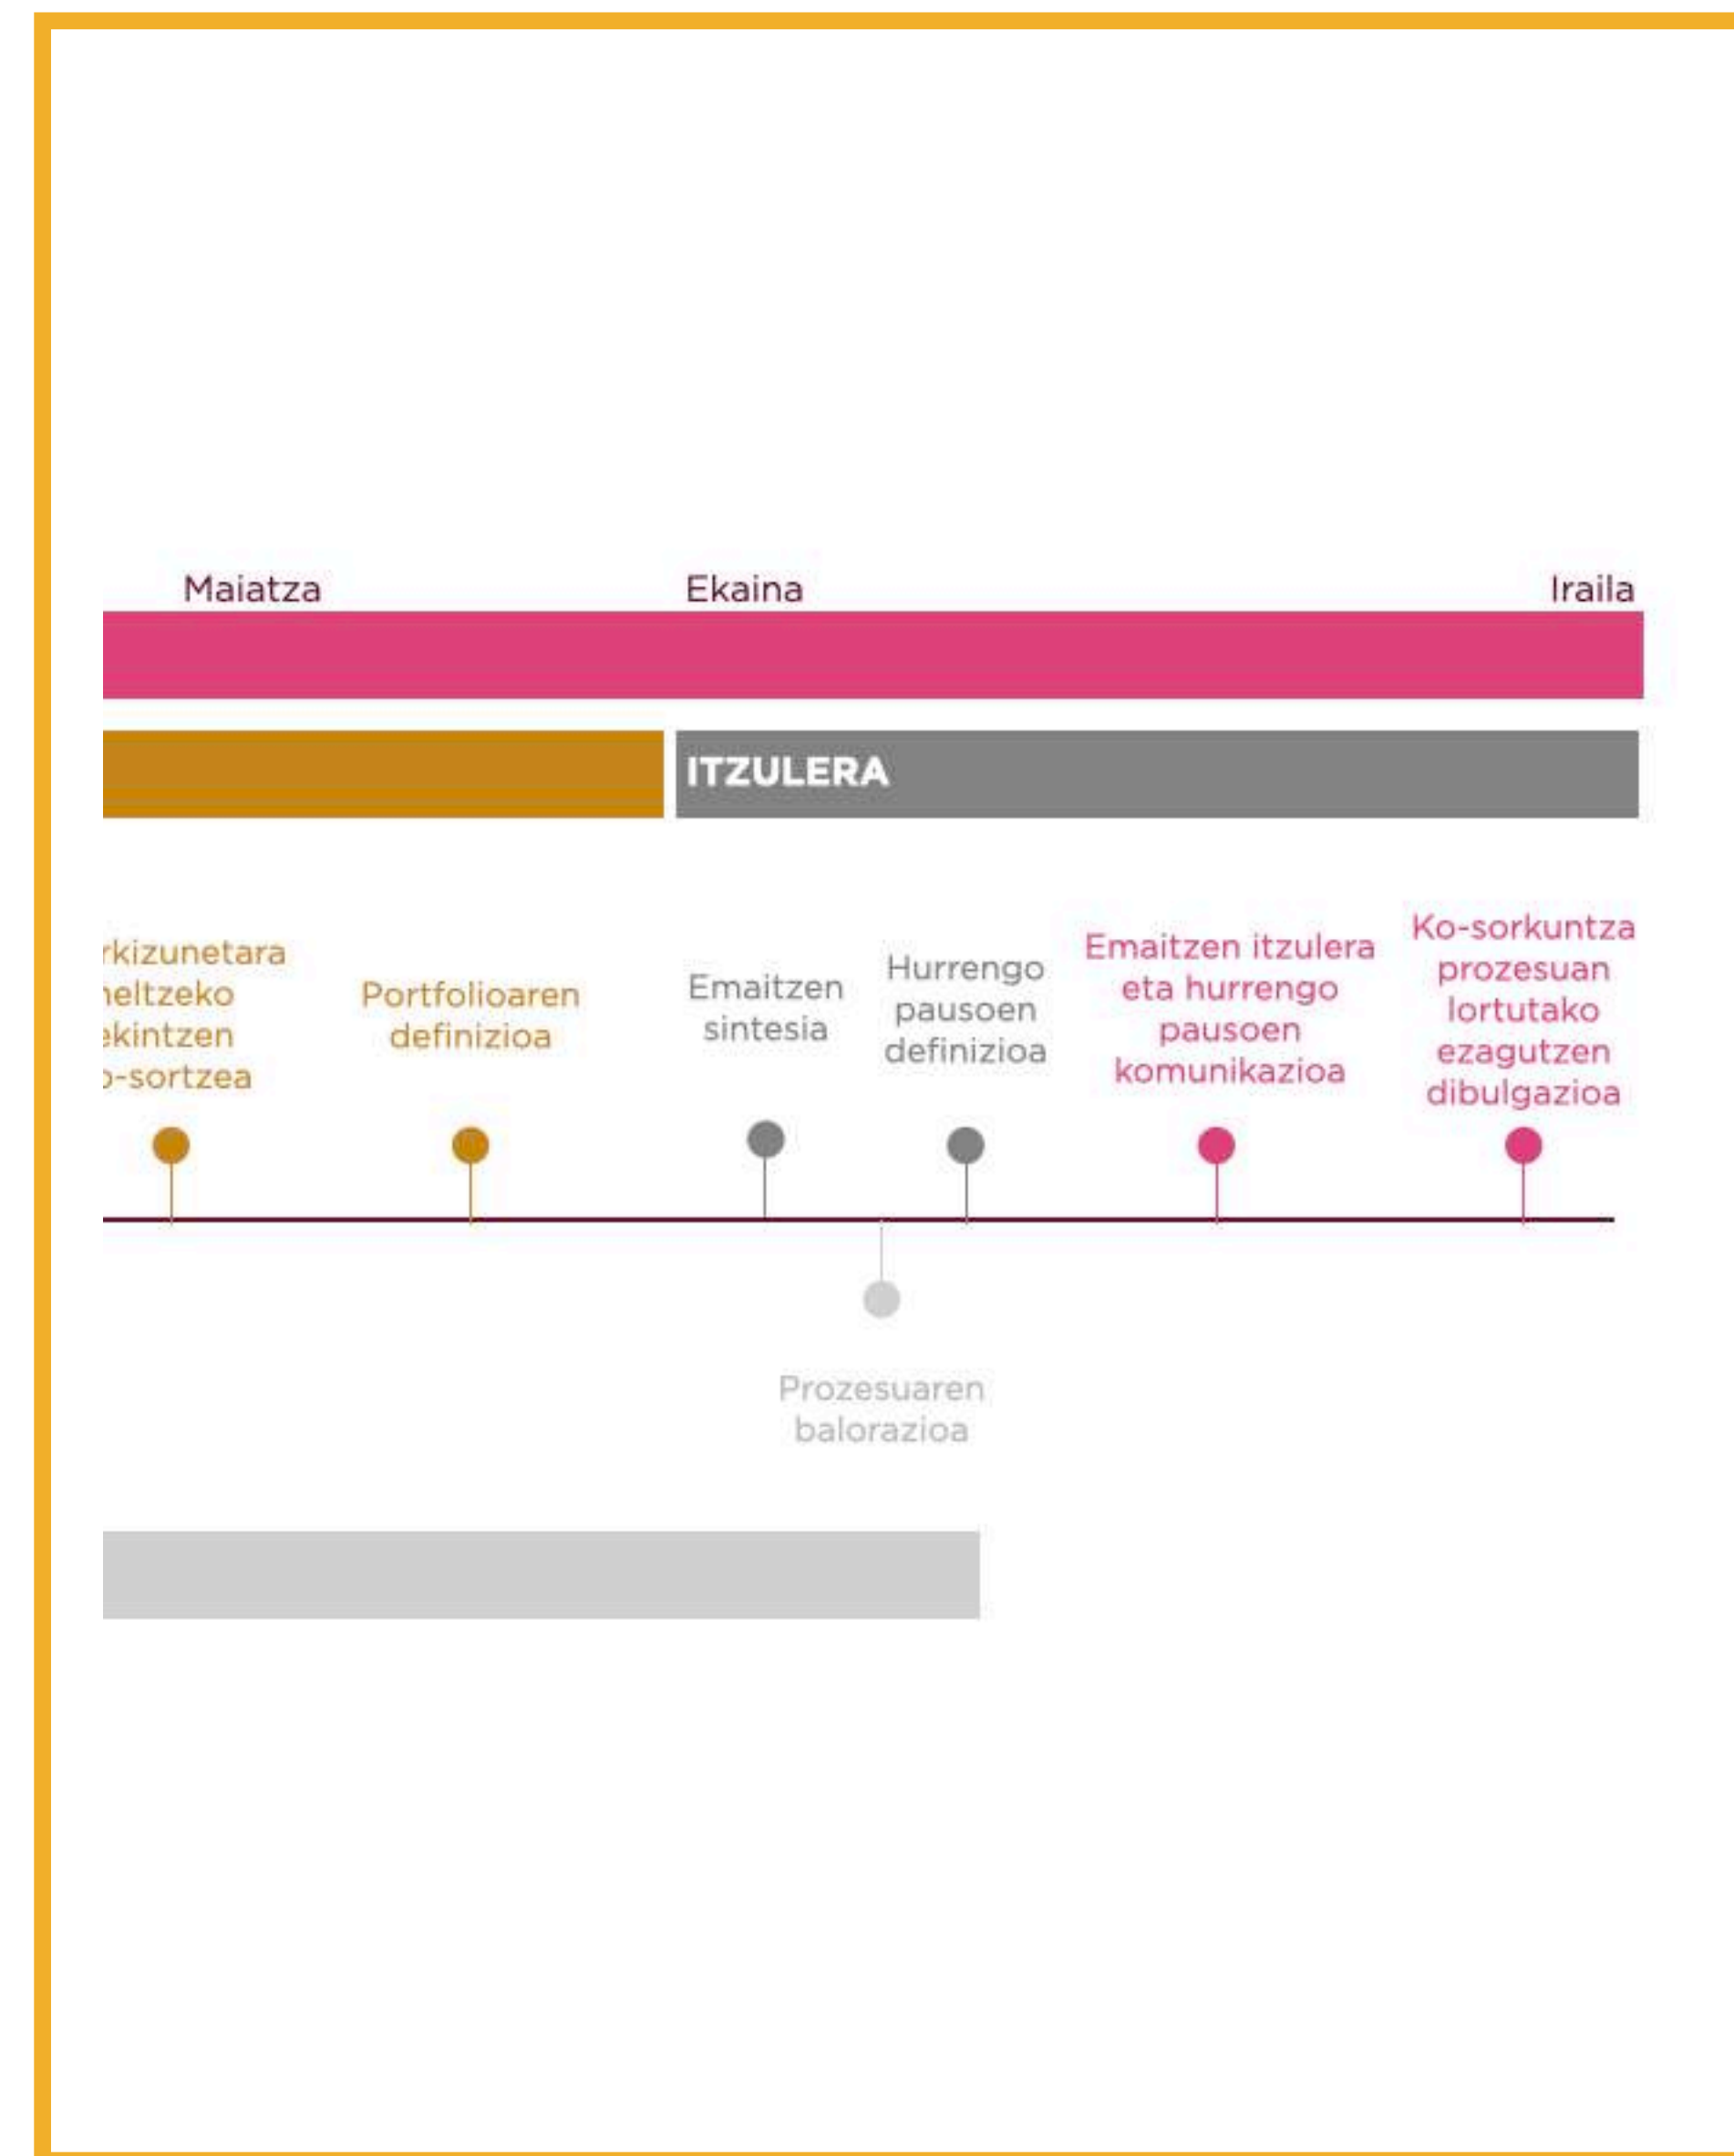 Maiatza
Ekaina
Iraila
ITZULERA
rkizunetara
heltzeko
ekintzen
o-sortzea
Portfolioaren
definizioa
Emaitzen
sintesia
Hurrengo
pausoen
definizioa
Emaitzen itzulera
eta hurrengo
pausoen
komunikazioa
Ko-sorkuntza
prozesuan
lortutako
ezagutzen
dibulgazioa
Prozesuaren
balorazioa